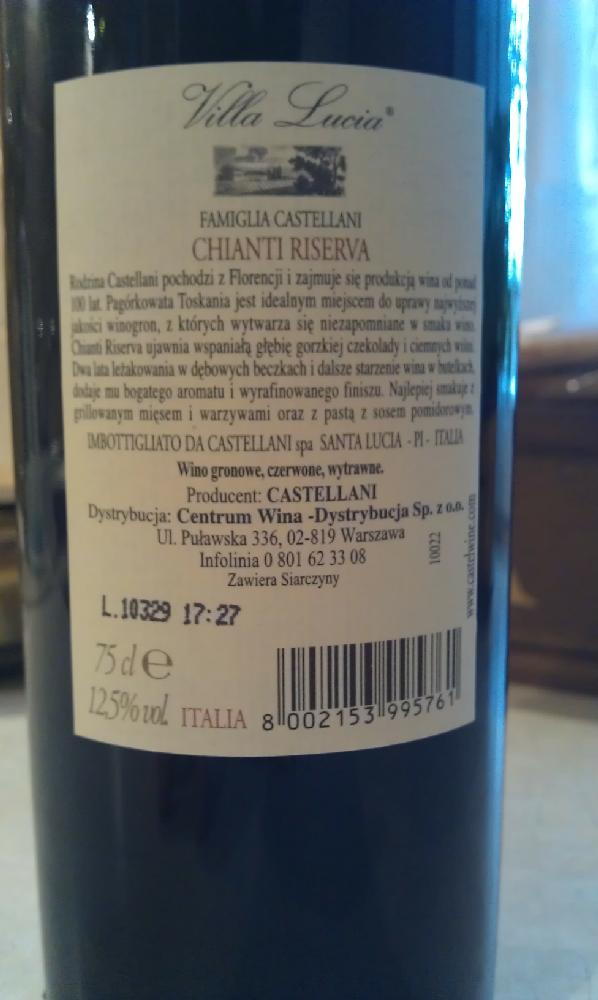 Villa Lucia®
FAMIGLIA CASTELLANI
CHIANTI RISERVA
Rodzina Castellani pochodzi z Florencji i zajmuje się produkcją wina od ponad
100 lat. Pagórkowata Toskania jest idealnym miejscem do uprawy najwyższej
jakości winogron, z których wytwarza się niezapomniane w smaku wino.
Chianti Riserva ujawnia wspaniałą głębię gorzkiej czekolady i ciemnych wiśni.
Dwa lata leżakowania w dębowych beczkach i dalsze starzenie wina w butelkach,
dodaje mu bogatego aromatu i wyrafinowanego finiszu. Najlepiej smakuje z
grillowanym mięsem i warzywami oraz z pastą z sosem pomidorowym.
IMBOTTIGLIATO DA CASTELLANI spa SANTA LUCIA - PI - ITALIA
Wino gronowe, czerwone, wytrawne.
Producent: CASTELLANI
Dystrybucja: Centrum Wina -Dystrybucja Sp. z o.o.
Ul. Puławska 336, 02-819 Warszawa
Infolinia 0 801 62 33 08
Zawiera Siarczyny
10022
www.castelwine.com
L.10329 17:27
75 cl e
12,5% vol. ITALIA
8 002153 995761